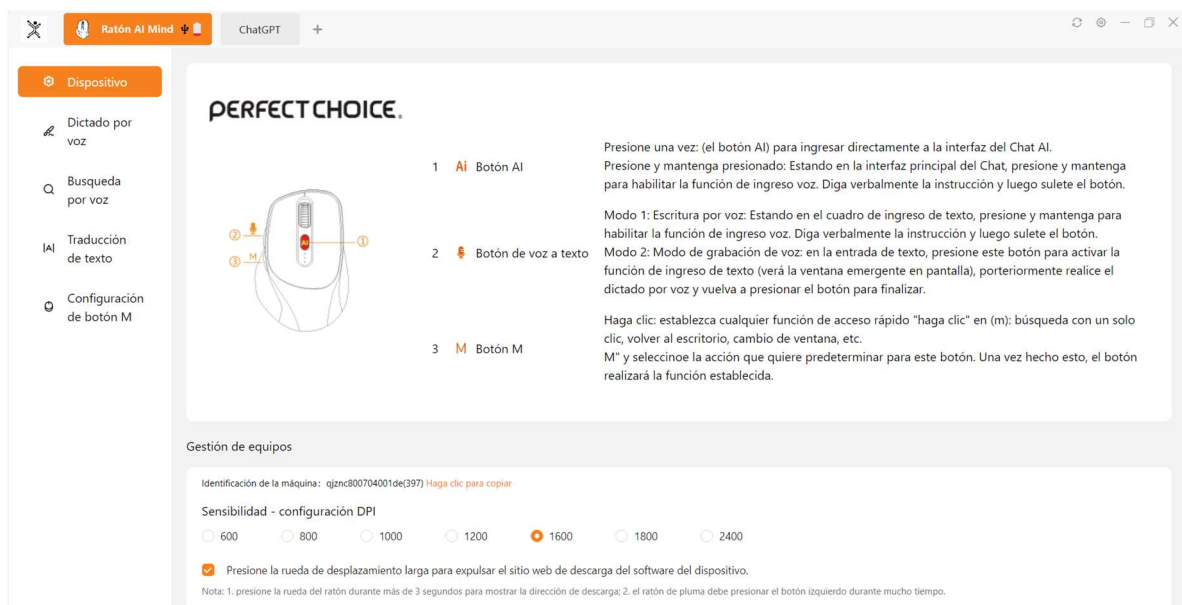 Ratón AI Mind
ChatGPT
+
Dispositivo
Dictado por
voz
Busqueda
por voz
Traducción
de texto
Configuración
de botón M
PERFECT CHOICE.
2
3 M
AI
1
1 Ai Botón AI
Presione una vez: (el botón AI) para ingresar directamente a la interfaz del Chat AI.
Presione y mantenga presionado: Estando en la interfaz principal del Chat, presione y mantenga
para habilitar la función de ingreso voz. Diga verbalmente la instrucción y luego sulete el botón.
2 Botón de voz a texto
Modo 1: Escritura por voz: Estando en el cuadro de ingreso de texto, presione y mantenga para
habilitar la función de ingreso voz. Diga verbalmente la instrucción y luego sulete el botón.
Modo 2: Modo de grabación de voz: en la entrada de texto, presione este botón para activar la
función de ingreso de texto (verá la ventana emergente en pantalla), porteriormente realice el
dictado por voz y vuelva a presionar el botón para finalizar.
3 M Botón M
Haga clic: establezca cualquier función de acceso rápido "haga clic" en (m): búsqueda con un solo
clic, volver al escritorio, cambio de ventana, etc.
M" y seleccinoe la acción que quiere predeterminar para este botón. Una vez hecho esto, el botón
realizará la función establecida.
Gestión de equipos
Identificación de la máquina: qjznc800704001de(397) Haga clic para copiar
Sensibilidad - configuración DPI
600 800 1000 1200 1600 1800 2400
Presione la rueda de desplazamiento larga para expulsar el sitio web de descarga del software del dispositivo.
Nota: 1. presione la rueda del ratón durante más de 3 segundos para mostrar la dirección de descarga; 2. el ratón de pluma debe presionar el botón izquierdo durante mucho tiempo.